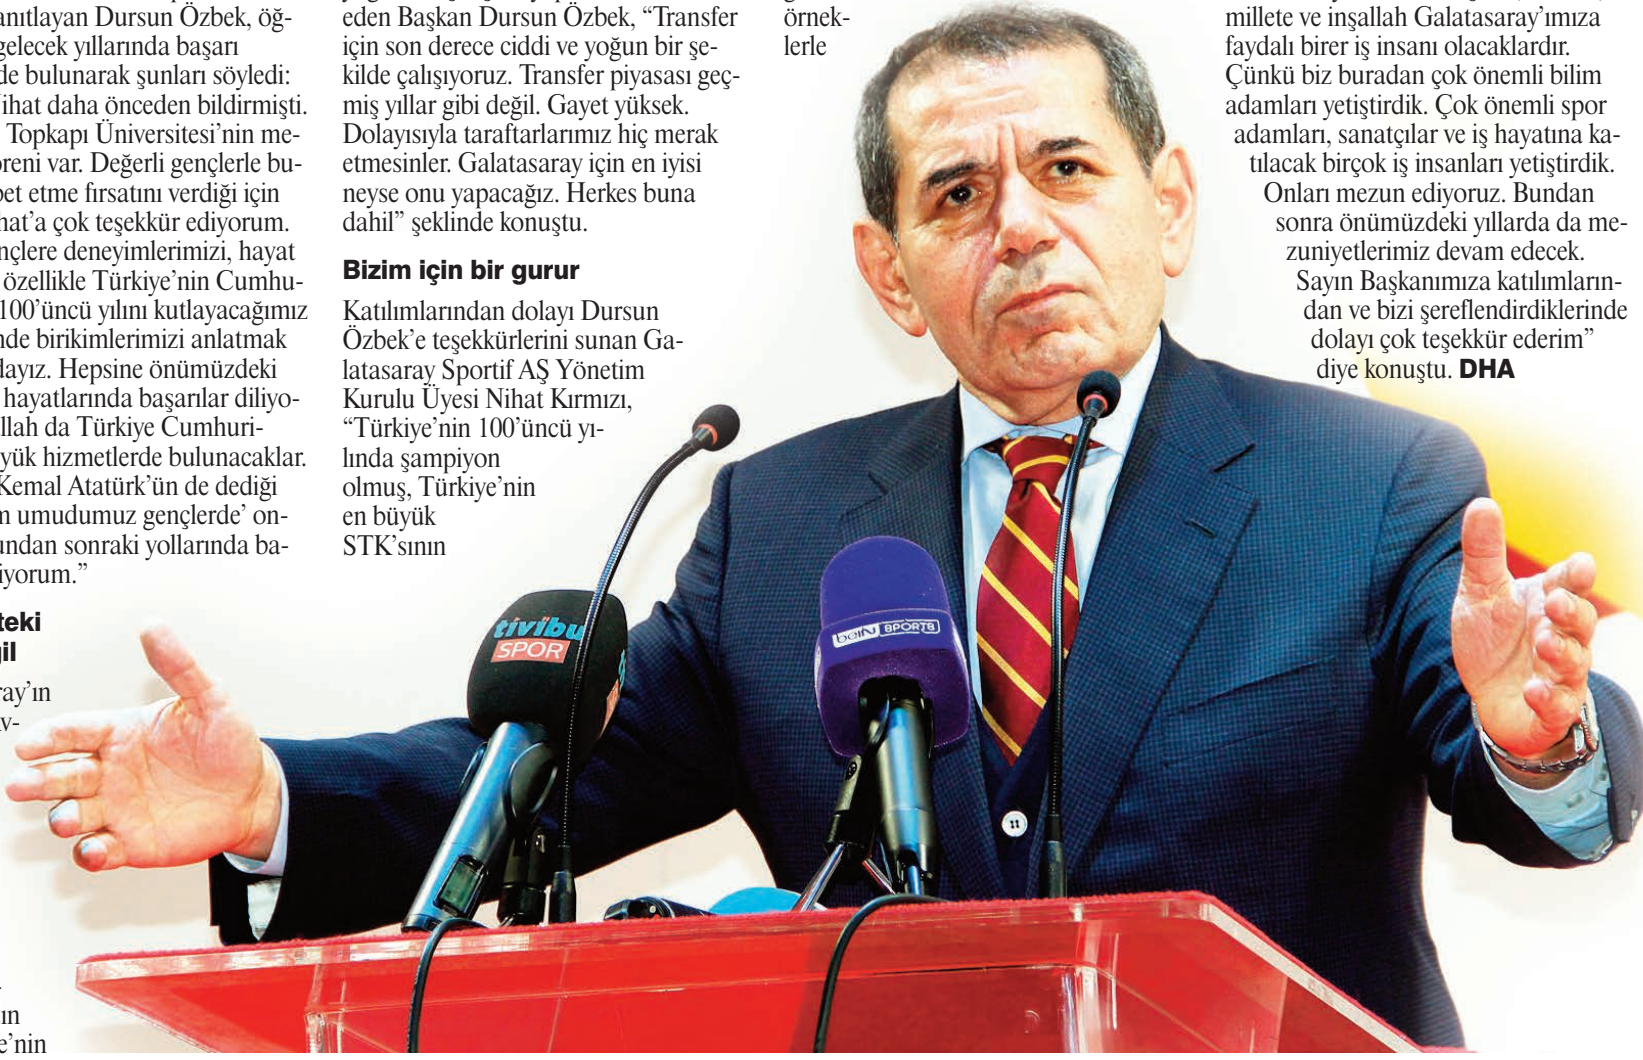 anıtlayan Dursun Özbek, öğ-
gelecek yıllarında başarı
de bulunarak şunları söyledi:
ihat daha önceden bildirmişti.
Topkapı Üniversitesi’nin me-
reni var. Değerli gençlerle bu-
bet etme fırsatını verdiği için
hat’a çok teşekkür ediyorum.
nçlere deneyimlerimizi, hayat
özellikle Türkiye’nin Cumhu-
100’üncü yılını kutlayacağımız
nde birikimlerimizi anlatmak
dayız. Hepsine önümüzdeki
hayatlarında başarılar diliyo-
llah da Türkiye Cumhuri-
yük hizmetlerde bulunacaklar.
Kemal Atatürk’ün de dediği
umudumuz gençlerde’ on-
undan sonraki yollarında ba-
iyorum.”
teki
il
ray’ın
v-
ın
e’nin
eden Başkan Dursun Özbek, “Transfer
için son derece ciddi ve yoğun bir şe-
kilde çalışıyoruz. Transfer piyasası geç-
miş yıllar gibi değil. Gayet yüksek.
Dolayısıyla taraftarlarımız hiç merak
etmesinler. Galatasaray için en iyisi
neyse onu yapacağız. Herkes buna
dahil” şeklinde konuştu.
Bizim için bir gurur
Katılımlarından dolayı Dursun
Özbek’e teşekkürlerini sunan Ga-
latasaray Sportif AŞ Yönetim
Kurulu Üyesi Nihat Kırmızı,
“Türkiye’nin 100’üncü yı-
lında şampiyon
olmuş, Türkiye’nin
en büyük
STK’sının
örnek-
lerle
millete ve inşallah Galatasaray’ımıza
faydalı birer iş insanı olacaklardır.
Çünkü biz buradan çok önemli bilim
adamları yetiştirdik. Çok önemli spor
adamları, sanatçılar ve iş hayatına ka-
tılacak birçok iş insanları yetiştirdik.
Onları mezun ediyoruz. Bundan
sonra önümüzdeki yıllarda da me-
zuniyetlerimiz devam edecek.
Sayın Başkanımıza katılımların-
dan ve bizi şereflendirdiklerinde
dolayı çok teşekkür ederim”
diye konuştu. DHA
tivibu
SPOR
beIN SPORTS